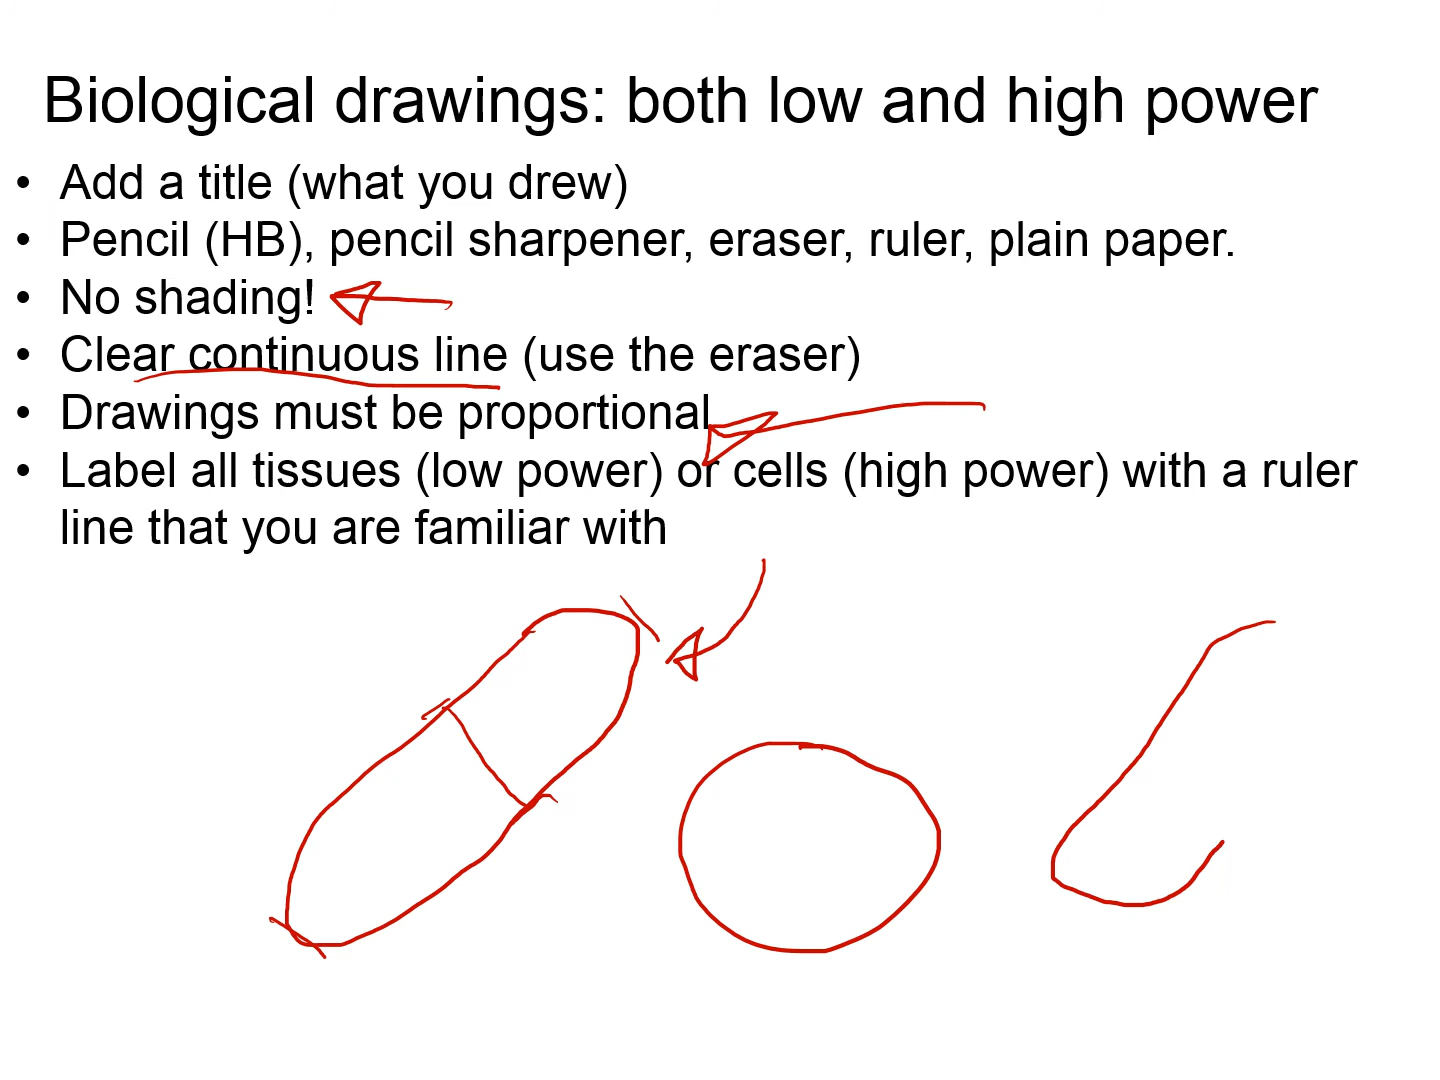 Biological drawings: both low and high power
• Add a title (what you drew)
• Pencil (HB), pencil sharpener, eraser, ruler, plain paper.
• No shading!
• Clear continuous line (use the eraser)
• Drawings must be proportional
• Label all tissues (low power) or cells (high power) with a ruler
line that you are familiar with